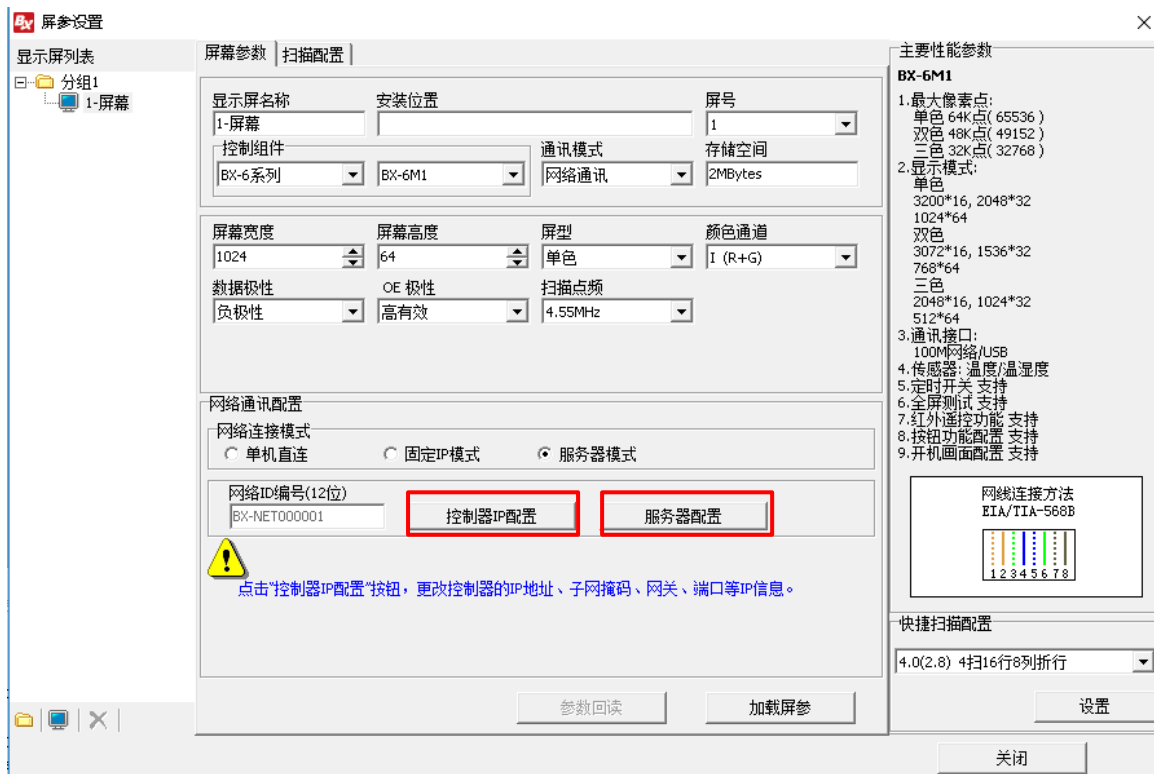 BX 屏参设置
显示屏列表
分组1
1-屏幕
屏幕参数 扫描配置
显示屏名称 安装位置 屏号
1-屏幕 1
控制组件 通讯模式 存储空间
BX-6系列 BX-6M1 网络通讯 2MBytes
屏幕宽度 屏幕高度 屏型 颜色通道
1024 64 单色 I (R+G)
数据极性 OE 极性 扫描点频
负极性 高有效 4.55MHz
网络通讯配置
网络连接模式
单机直连 固定IP模式 服务器模式
网络ID编号(12位)
BX-NET000001 控制器IP配置 服务器配置
点击"控制器IP配置"按钮，更改控制器的IP地址、子网掩码、网关、端口等IP信息。
参数回读 加载屏参
主要性能参数
BX-6M1
1.最大像素点:
单色 64K点( 65536 )
双色 48K点( 49152 )
三色 32K点( 32768 )
2.显示模式:
单色
3200*16, 2048*32
1024*64
双色
3072*16, 1536*32
768*64
三色
2048*16, 1024*32
512*64
3.通讯接口:
100M网络/USB
4.传感器: 温度/温湿度
5.定时开关 支持
6.全屏测试 支持
7.红外遥控功能 支持
8.按钮功能配置 支持
9.开机画面配置 支持
网线连接方法
EIA/TIA-568B
1 2 3 4 5 6 7 8
快捷扫描配置
4.0(2.8) 4扫16行8列折行
设置
关闭